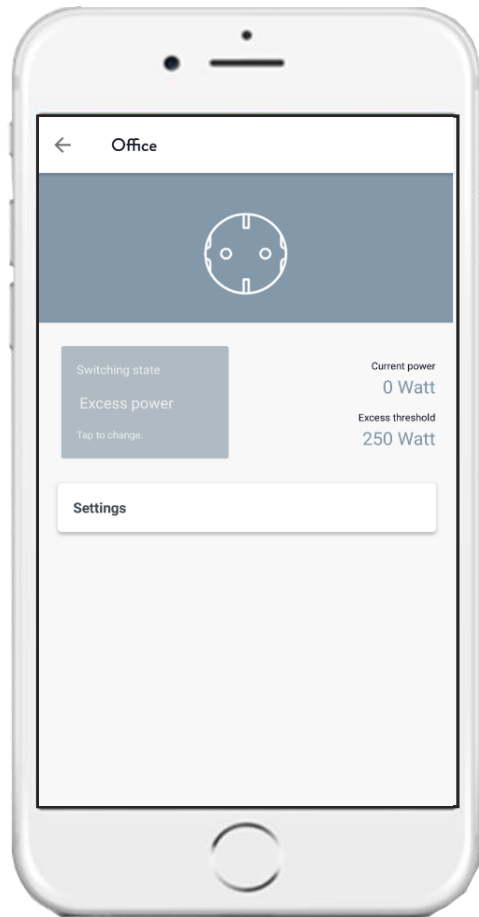 Office
Switching state
Excess power
Tap to change.
Current power
0 Watt
Excess threshold
250 Watt
Settings